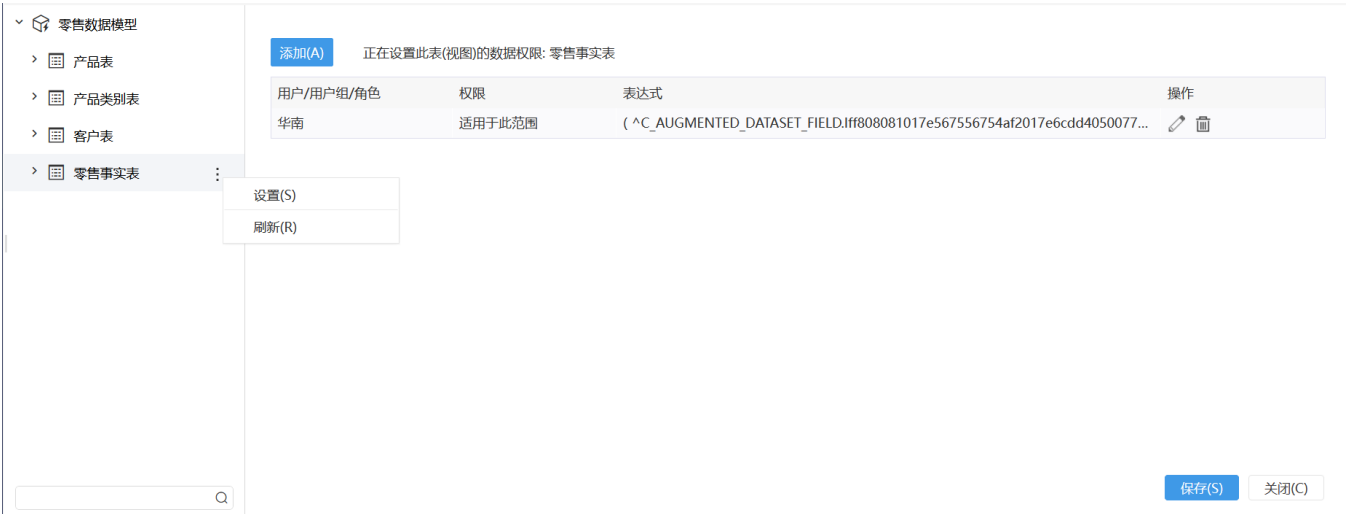 零售数据模型
产品表
产品类别表
客户表
零售事实表
设置(S)
刷新(R)
添加(A) 正在设置此表(视图)的数据权限: 零售事实表
用户/用户组/角色 权限 表达式 操作
华南 适用于此范围 ( ^C_AUGMENTED_DATASET_FIELD.Iff808081017e567556754af2017e6cdd4050077...
保存(S) 关闭(C)